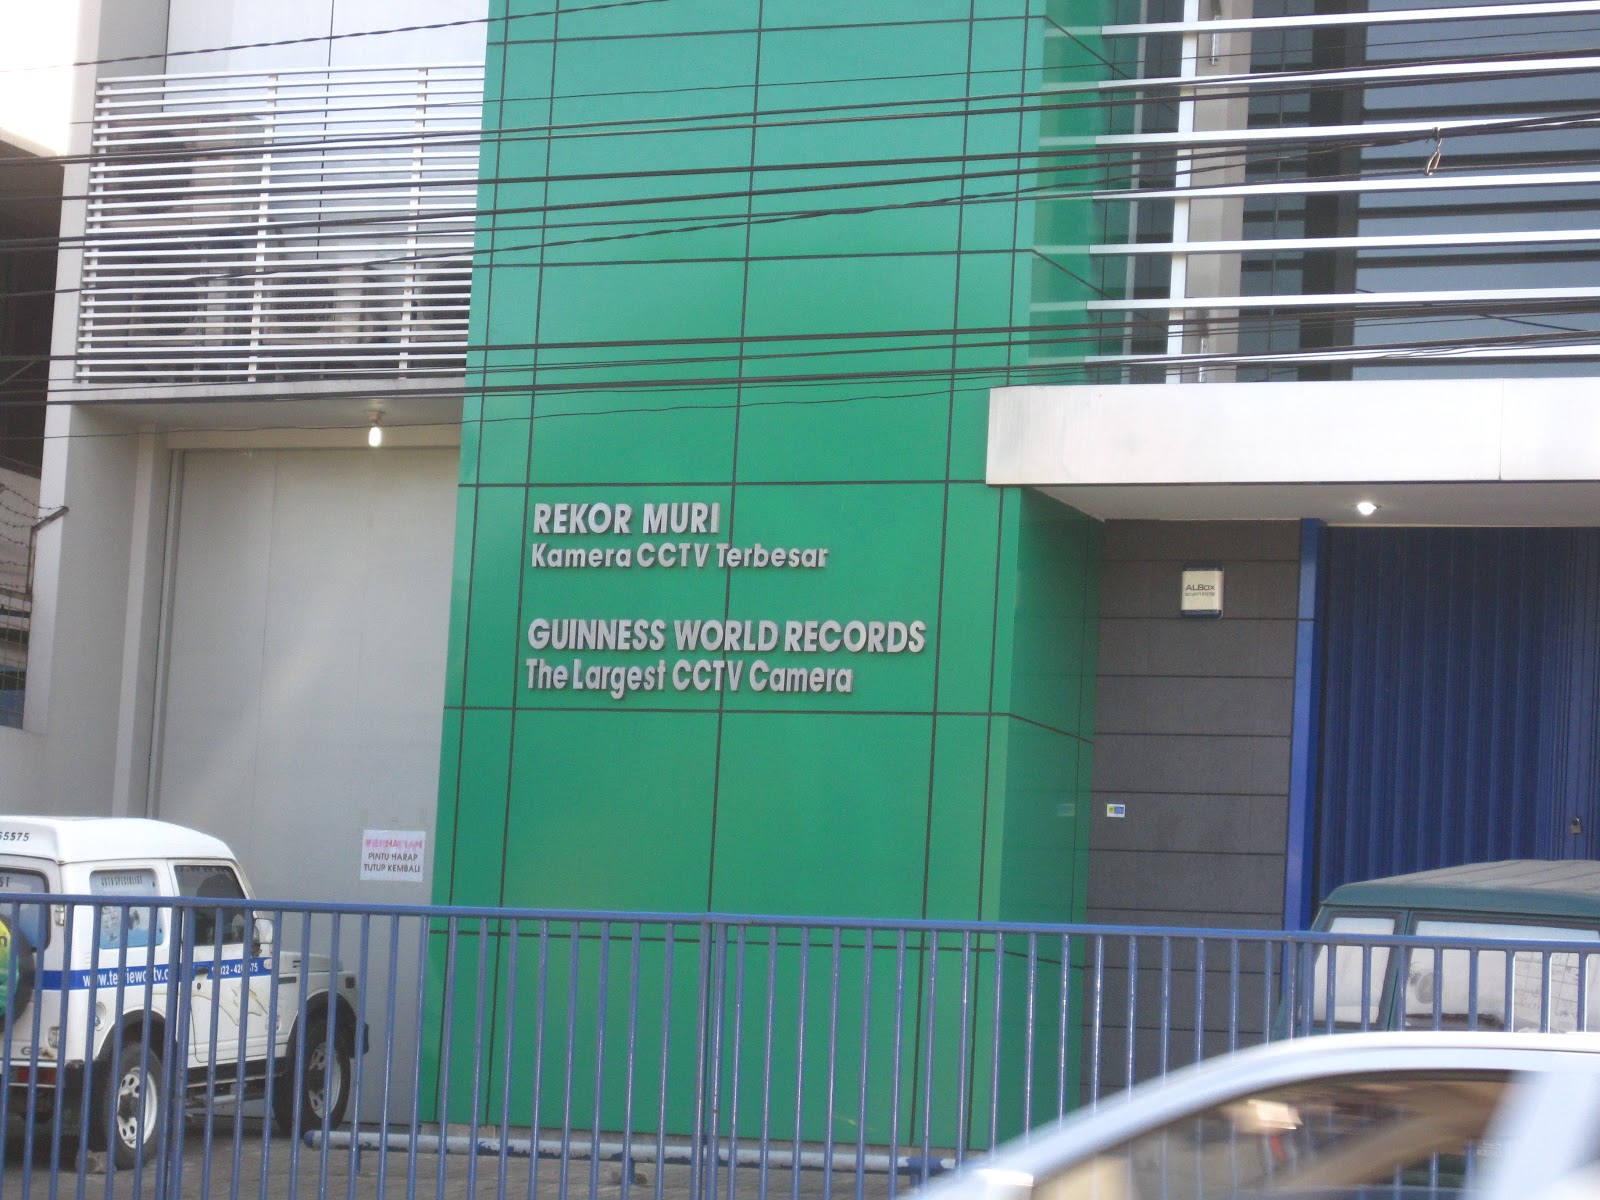 REKOR MURI
Kamera CCTV Terbesar
GUINNESS WORLD RECORDS
The Largest CCTV Camera
ALBox
PINTU HARAP
TUTUP KEMBALI